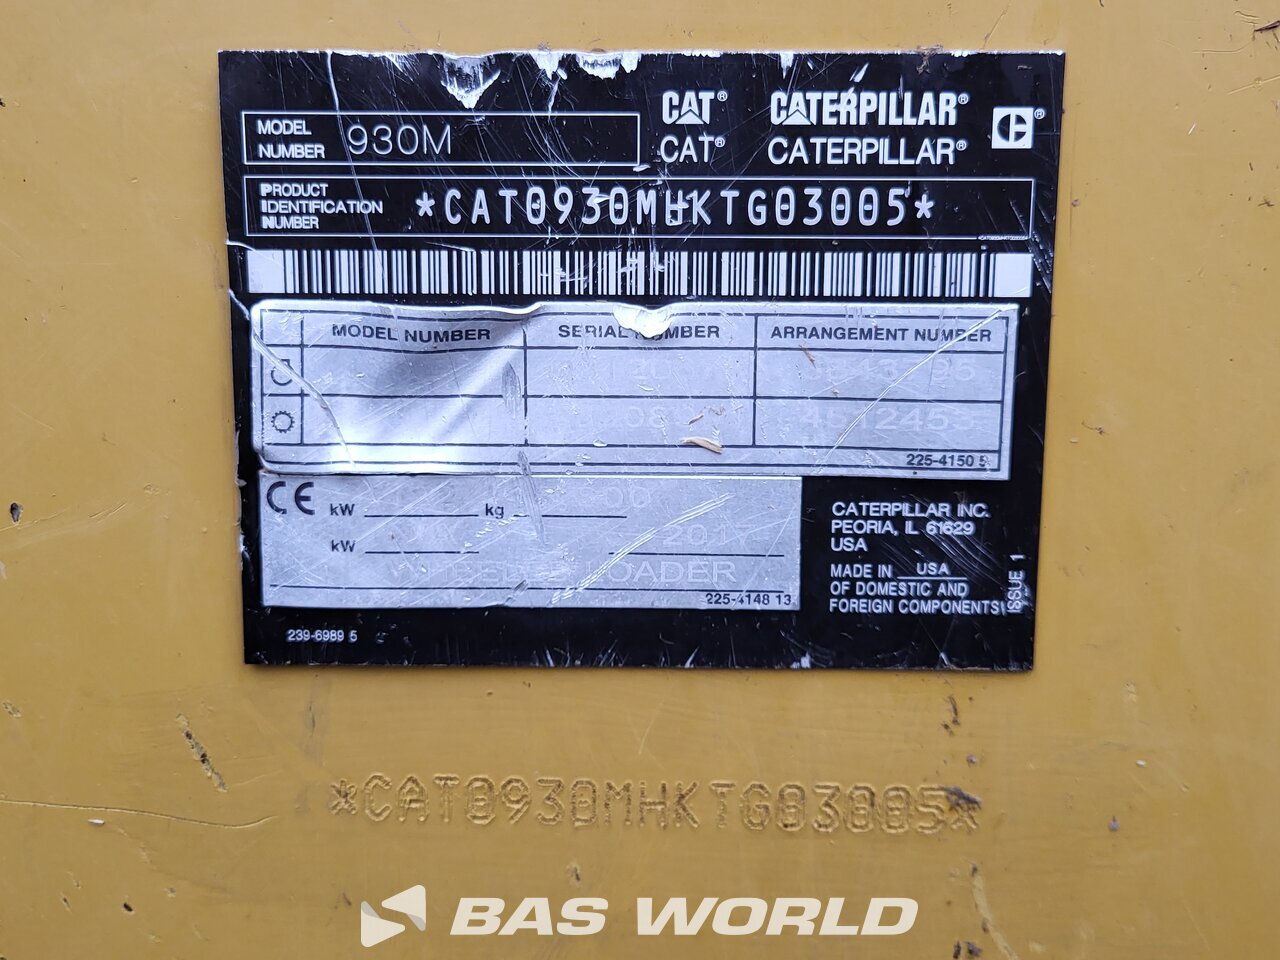 CAT® CATERPILLAR®
CAT® CATERPILLAR®
MODEL NUMBER 930M
PRODUCT IDENTIFICATION NUMBER *CAT0930MHKTG03005*
MODEL NUMBER SERIAL NUMBER ARRANGEMENT NUMBER
225-4150 5
CE kW kg
kW 2017
LOADER
225-4148 13
CATERPILLAR INC.
PEORIA, IL 61629
USA
MADE IN USA
OF DOMESTIC AND
FOREIGN COMPONENTS
ISSUE 1
239-6989 5
*CAT0930MHKTG03005*
BAS WORLD